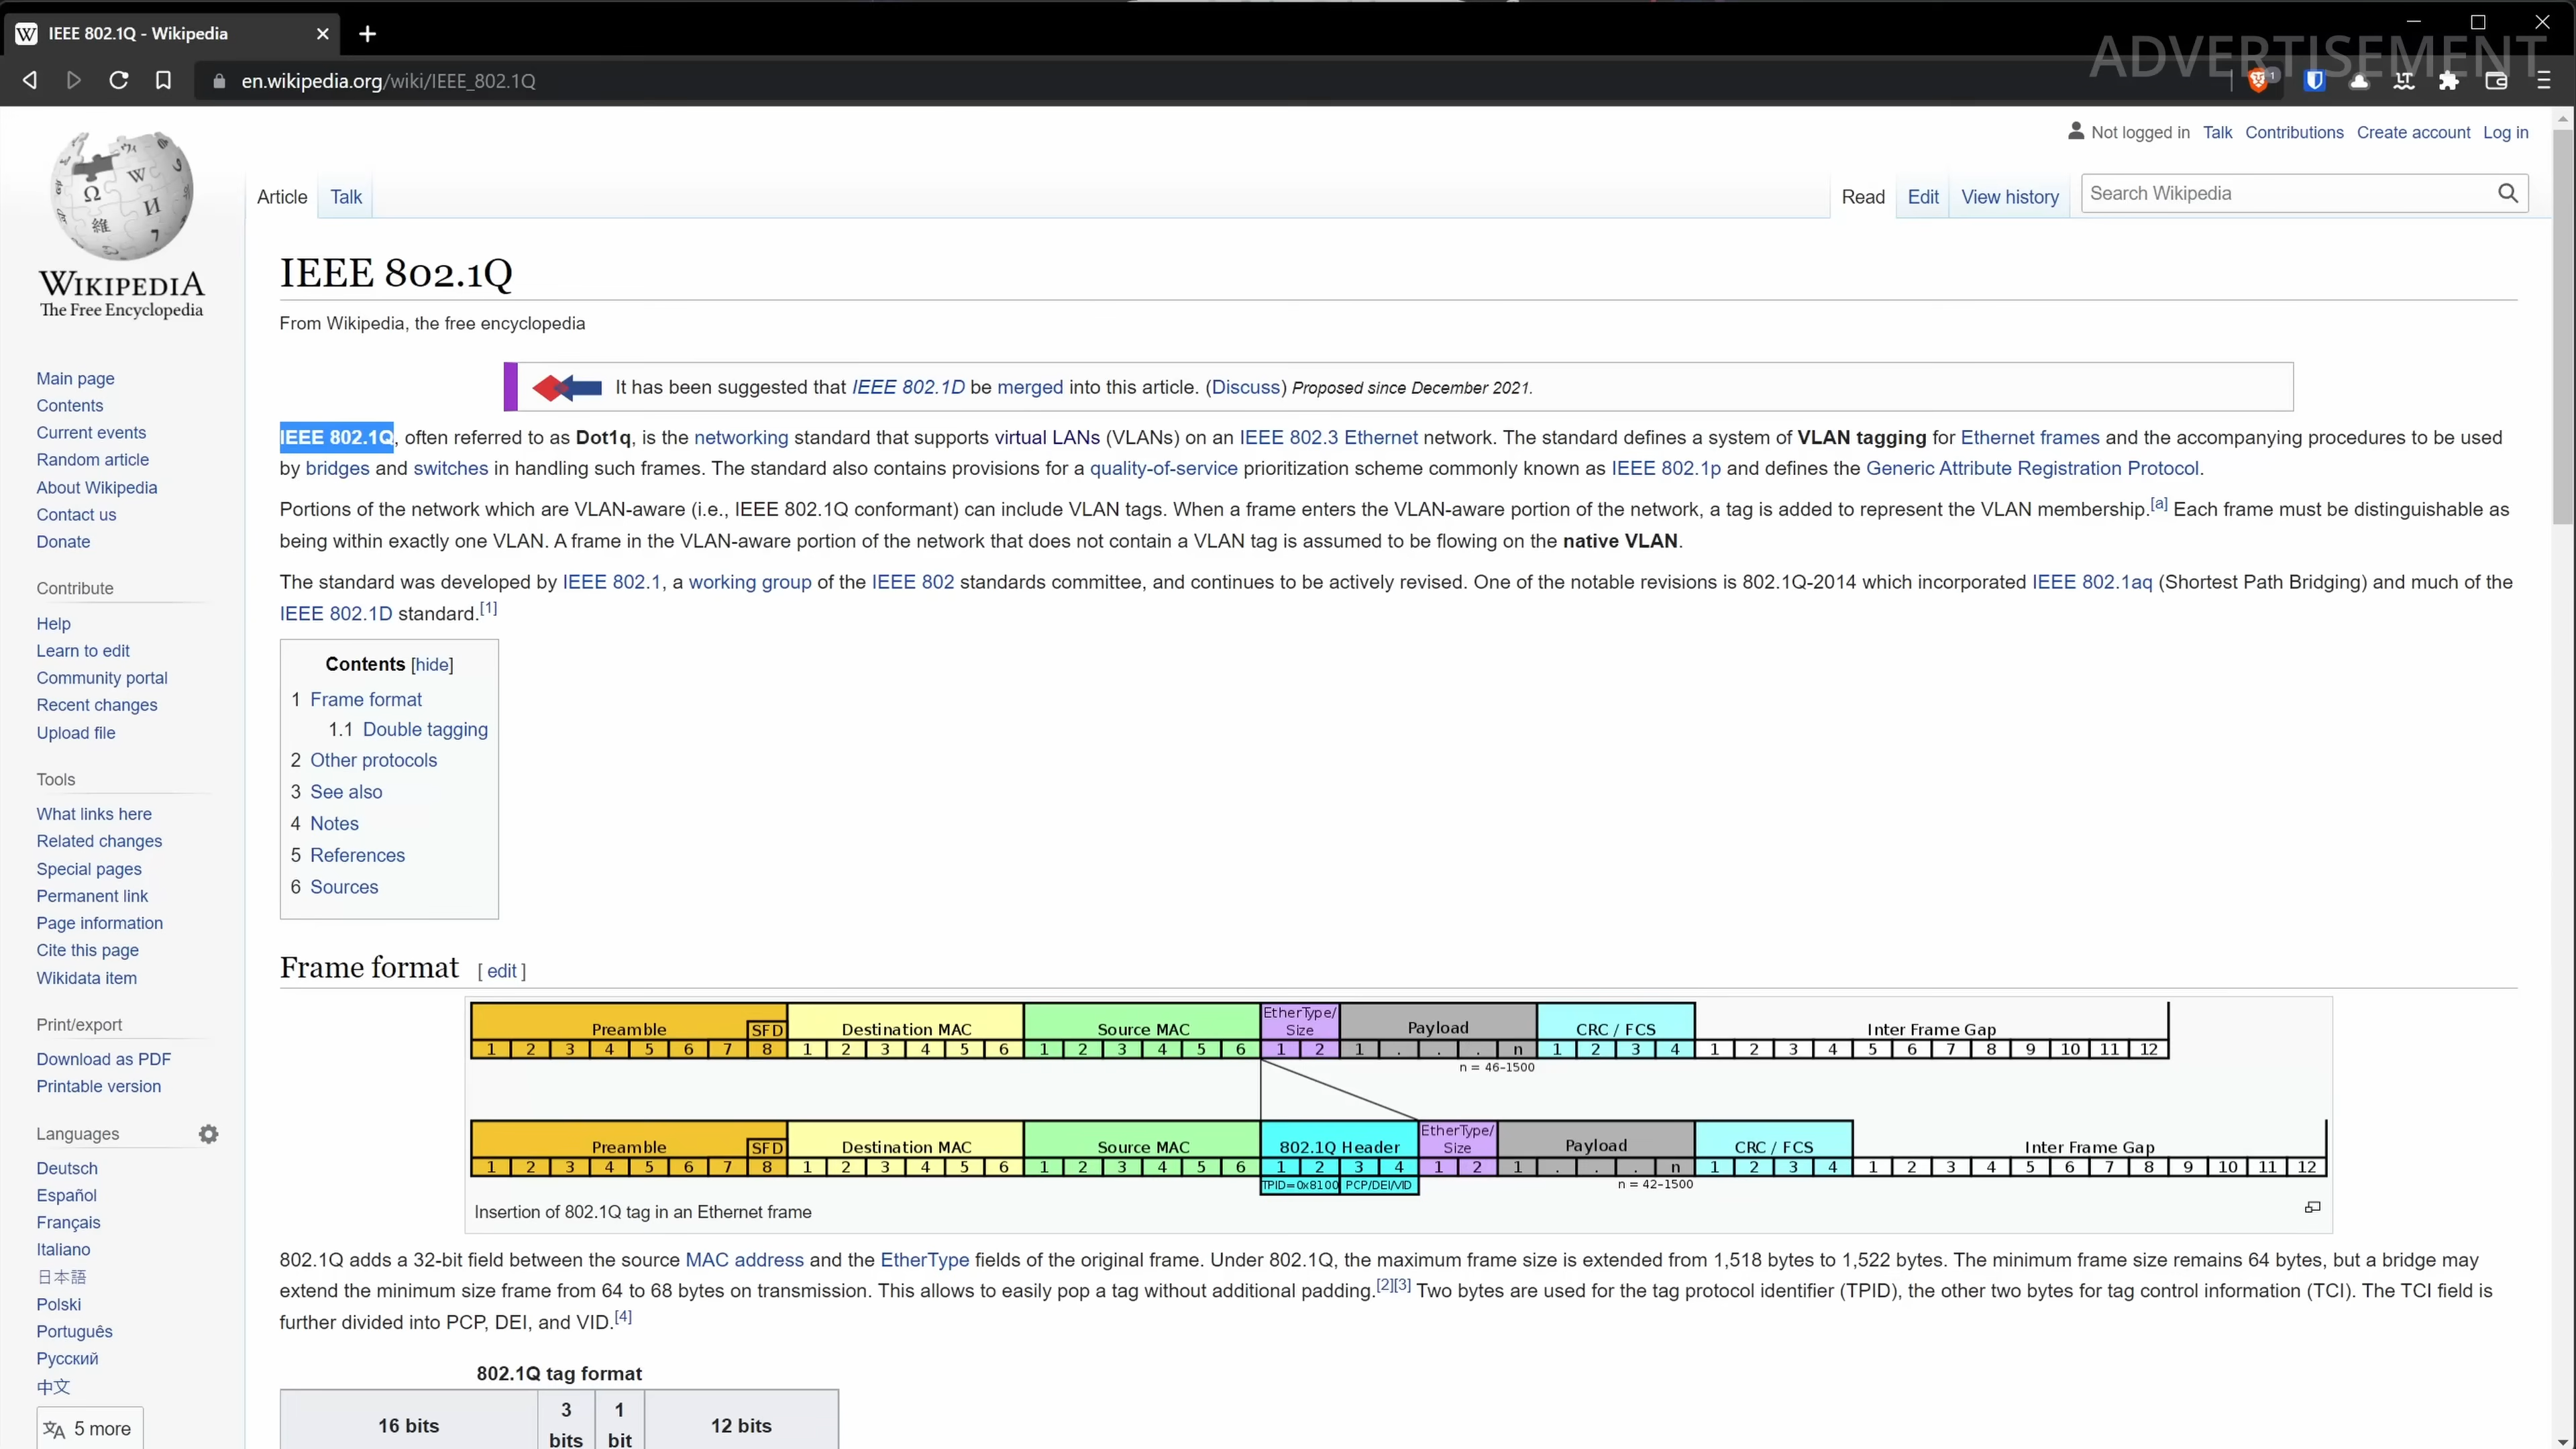 IEEE 802.1Q - Wikipedia
ADVERTISEMENT
en.wikipedia.org/wiki/IEEE_802.1Q
1
Not logged in Talk Contributions Create account Log in
Article Talk Read Edit View history Search Wikipedia
WIKIPEDIA
The Free Encyclopedia
Main page
Contents
Current events
Random article
About Wikipedia
Contact us
Donate
Contribute
Help
Learn to edit
Community portal
Recent changes
Upload file
Tools
What links here
Related changes
Special pages
Permanent link
Page information
Cite this page
Wikidata item
Print/export
Download as PDF
Printable version
Languages
Deutsch
Español
Français
Italiano
日本語
Polski
Português
Русский
中文
5 more
IEEE 802.1Q
From Wikipedia, the free encyclopedia
It has been suggested that IEEE 802.1D be merged into this article. (Discuss) Proposed since December 2021.
IEEE 802.1Q, often referred to as Dot1q, is the networking standard that supports virtual LANs (VLANs) on an IEEE 802.3 Ethernet network. The standard defines a system of VLAN tagging for Ethernet frames and the accompanying procedures to be used
by bridges and switches in handling such frames. The standard also contains provisions for a quality-of-service prioritization scheme commonly known as IEEE 802.1p and defines the Generic Attribute Registration Protocol.
Portions of the network which are VLAN-aware (i.e., IEEE 802.1Q conformant) can include VLAN tags. When a frame enters the VLAN-aware portion of the network, a tag is added to represent the VLAN membership.[a] Each frame must be distinguishable as
being within exactly one VLAN. A frame in the VLAN-aware portion of the network that does not contain a VLAN tag is assumed to be flowing on the native VLAN.
The standard was developed by IEEE 802.1, a working group of the IEEE 802 standards committee, and continues to be actively revised. One of the notable revisions is 802.1Q-2014 which incorporated IEEE 802.1aq (Shortest Path Bridging) and much of the
IEEE 802.1D standard.[1]
Contents [hide]
1 Frame format
1.1 Double tagging
2 Other protocols
3 See also
4 Notes
5 References
6 Sources
Frame format [ edit ]
Preamble SFD Destination MAC Source MAC EtherType/ Size Payload CRC / FCS Inter Frame Gap
1 2 3 4 5 6 7 8 1 2 3 4 5 6 1 2 3 4 5 6 1 2 1 . . . n 1 2 3 4 1 2 3 4 5 6 7 8 9 10 11 12
n = 46-1500
Preamble SFD Destination MAC Source MAC 802.1Q Header EtherType/ Size Payload CRC / FCS Inter Frame Gap
1 2 3 4 5 6 7 8 1 2 3 4 5 6 1 2 3 4 5 6 1 2 3 4 1 2 1 . . . n 1 2 3 4 1 2 3 4 5 6 7 8 9 10 11 12
TPID=0x8100 PCP/DEI/VID n = 42-1500
Insertion of 802.1Q tag in an Ethernet frame
802.1Q adds a 32-bit field between the source MAC address and the EtherType fields of the original frame. Under 802.1Q, the maximum frame size is extended from 1,518 bytes to 1,522 bytes. The minimum frame size remains 64 bytes, but a bridge may
extend the minimum size frame from 64 to 68 bytes on transmission. This allows to easily pop a tag without additional padding.[2][3] Two bytes are used for the tag protocol identifier (TPID), the other two bytes for tag control information (TCI). The TCI field is
further divided into PCP, DEI, and VID.[4]
802.1Q tag format
16 bits 3 bits 1 bit 12 bits